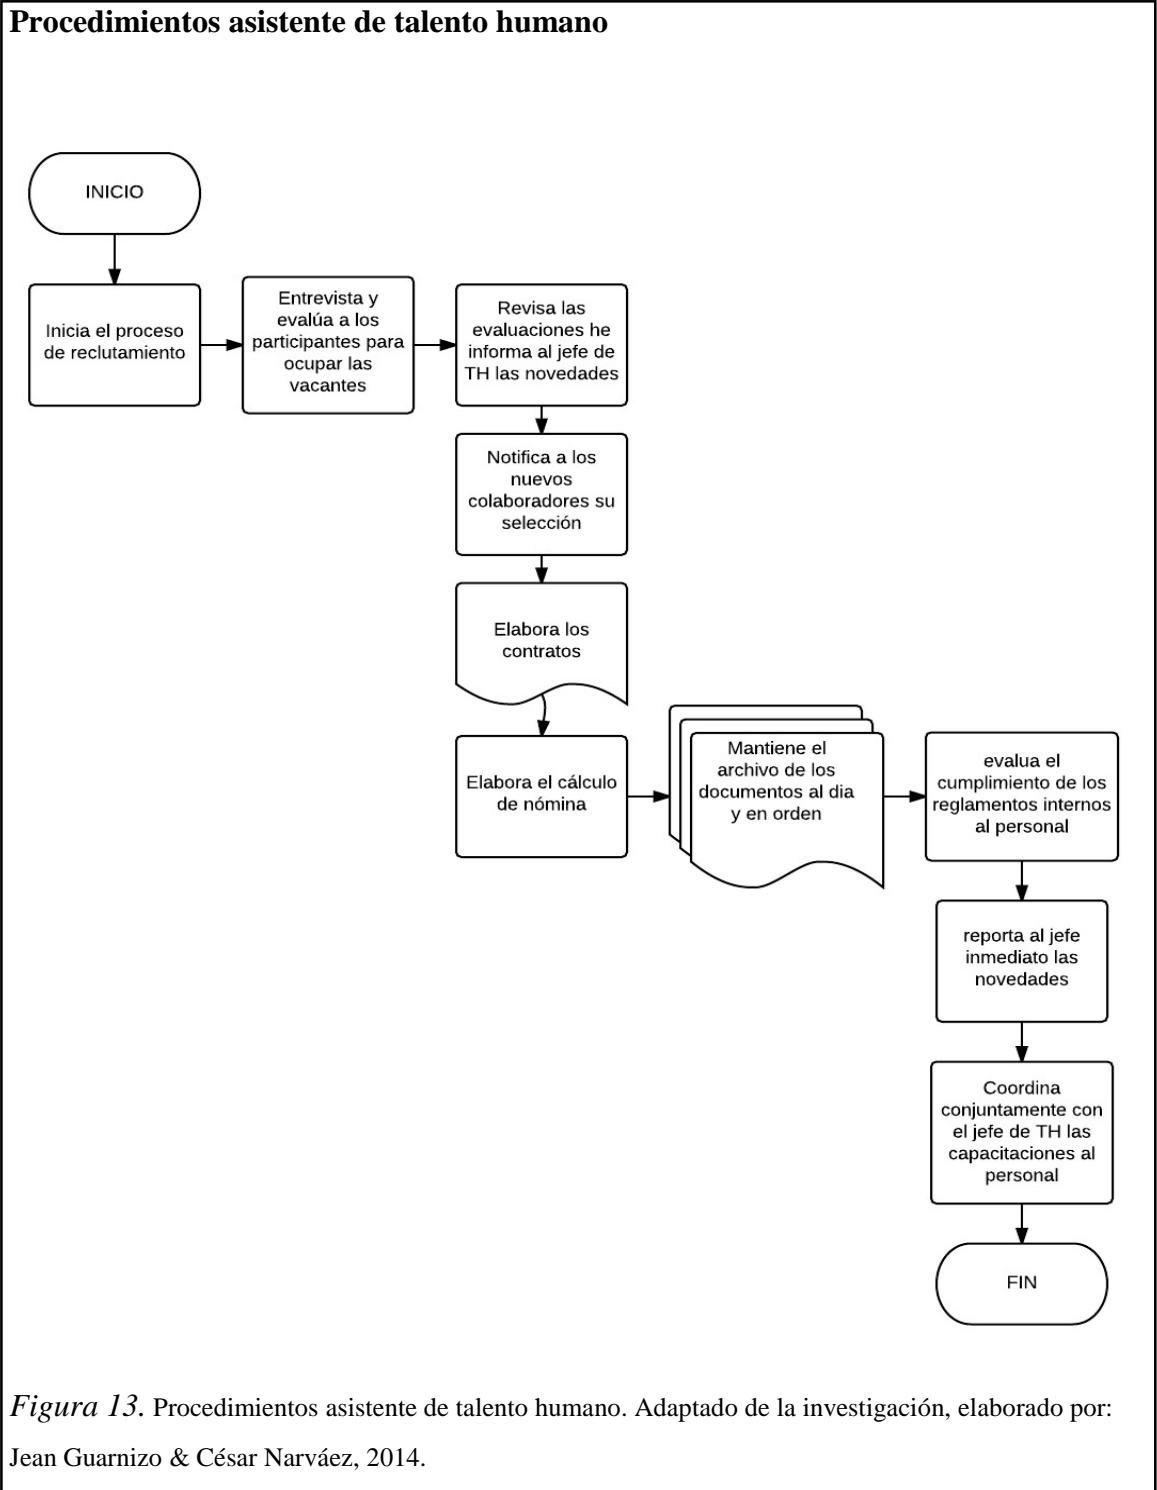 Procedimientos asistente de talento humano
INICIO
Inicia el proceso
de reclutamiento
Entrevista y
evalúa a los
participantes para
ocupar las
vacantes
Revisa las
evaluaciones he
informa al jefe de
TH las novedades
Notifica a los
nuevos
colaboradores su
selección
Elabora los
contratos
Elabora el cálculo
de nómina
Mantiene el
archivo de los
documentos al dia
y en orden
evalua el
cumplimiento de los
reglamentos internos
al personal
reporta al jefe
inmediato las
novedades
Coordina
conjuntamente con
el jefe de TH las
capacitaciones al
personal
FIN
Figura 13. Procedimientos asistente de talento humano. Adaptado de la investigación, elaborado por:
Jean Guarnizo & César Narváez, 2014.